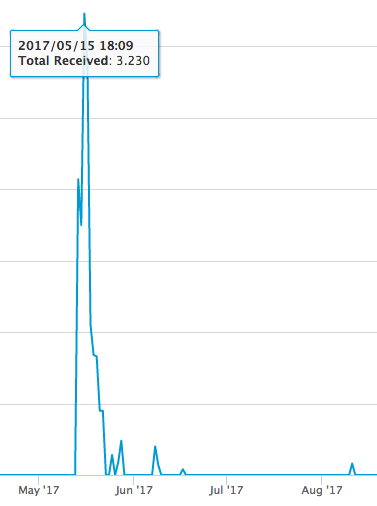 2017/05/15 18:09
Total Received: 3.230
May '17
Jun '17
Jul '17
Aug '17